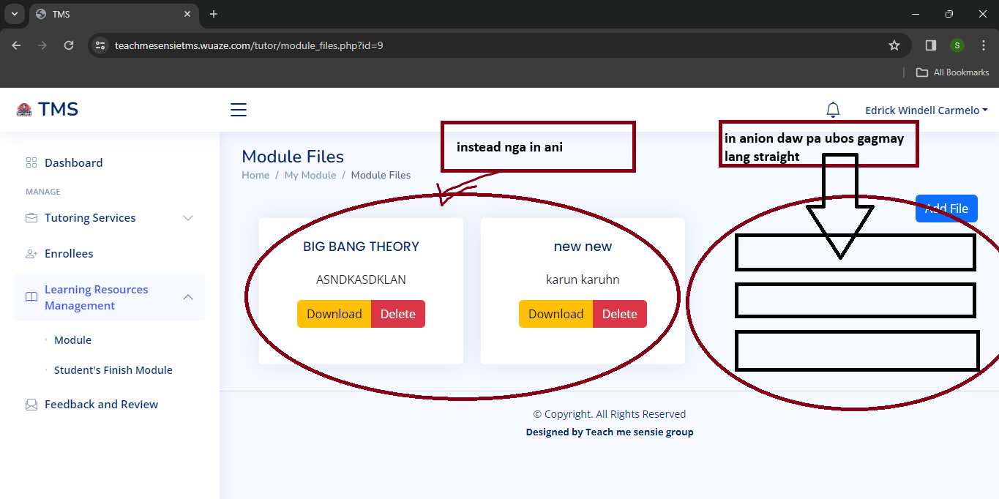 TMS
teachmesensietms.wuaze.com/tutor/module_files.php?id=9
S
All Bookmarks
TMS
Edrick Windell Carmelo
instead nga in ani
in anion daw pa ubos gagmay
lang straight
Dashboard
MANAGE
Tutoring Services
Enrollees
Learning Resources
Management
Module
Student's Finish Module
Feedback and Review
Module Files
Home / My Module / Module Files
Add File
BIG BANG THEORY
ASNDKASDKLAN
Download Delete
new new
karun karuhn
Download Delete
© Copyright. All Rights Reserved
Designed by Teach me sensie group